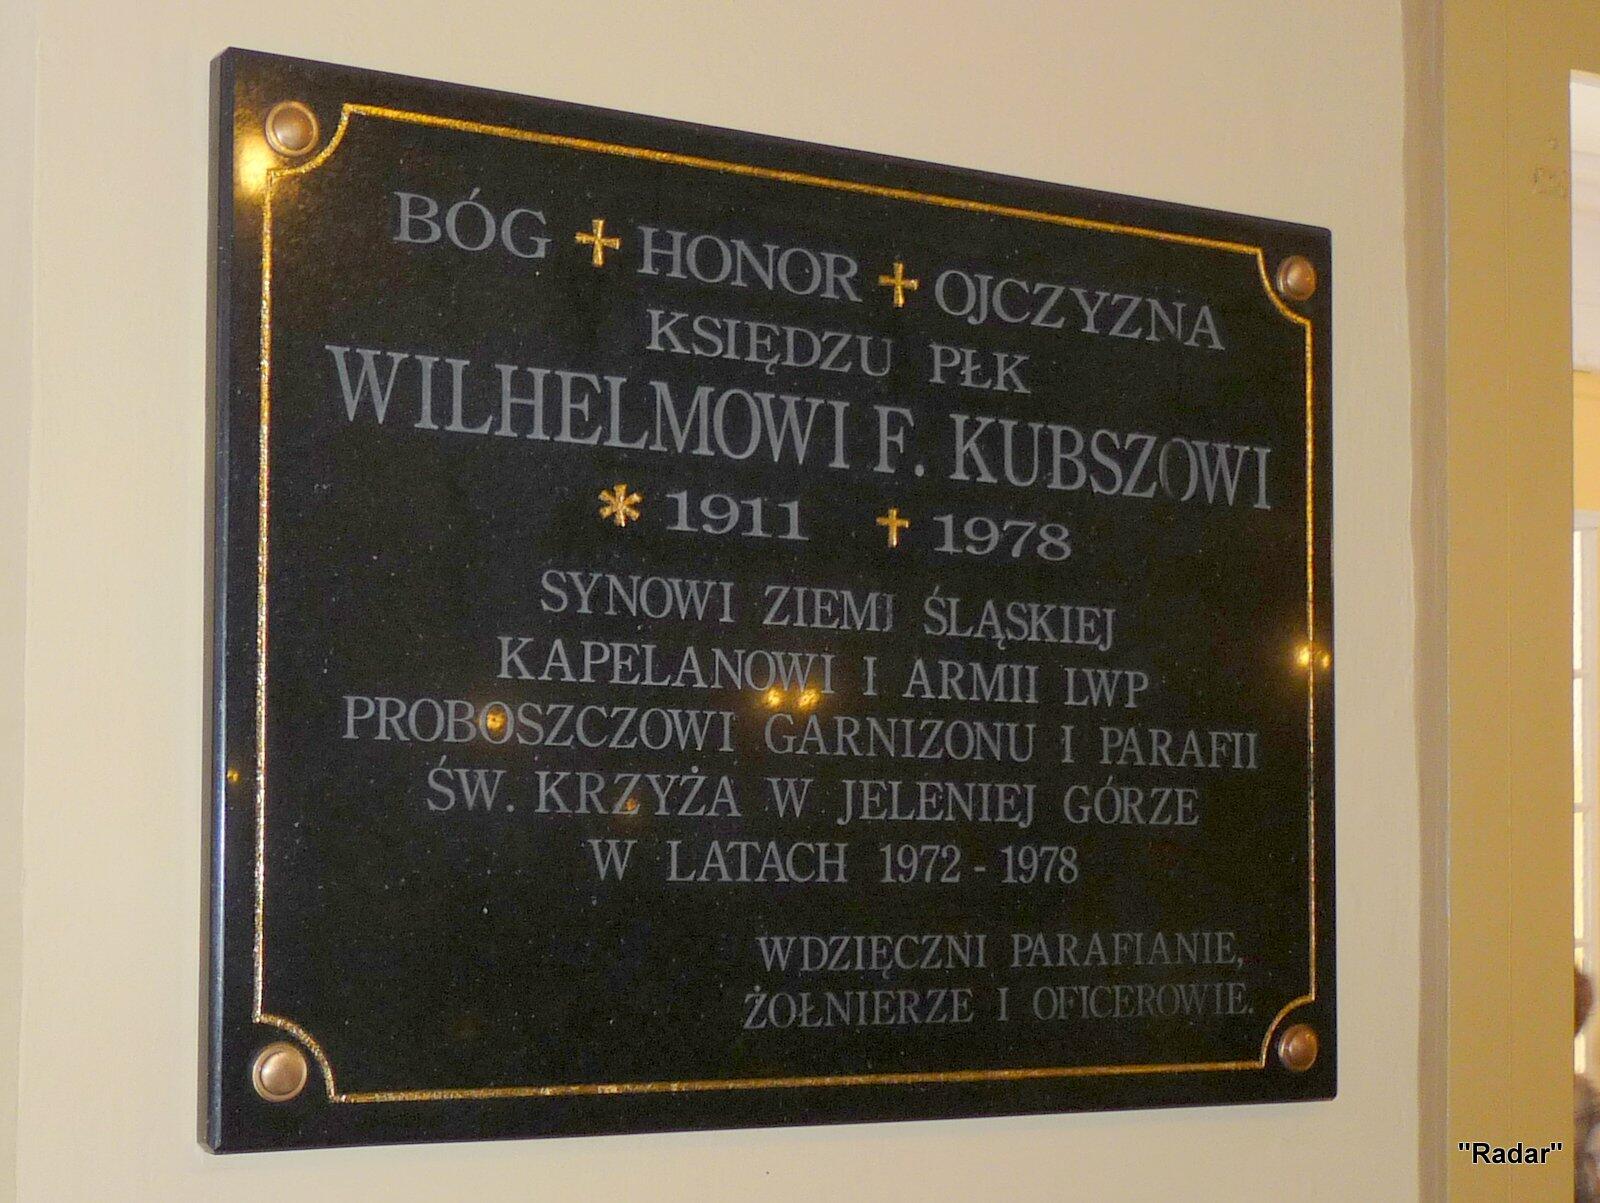 BÓG ✝ HONOR ✝ OJCZYZNA
KSIĘDZU PŁK
WILHELMOWI F. KUBSZOWI
* 1911 † 1978
SYNOWI ZIEMI ŚLĄSKIEJ
KAPELANOWI I ARMII LWP
PROBOSZCZOWI GARNIZONU I PARAFII
ŚW. KRZYŻA W JELENIEJ GÓRZE
W LATACH 1972 - 1978
WDZIĘCZNI PARAFIANIE,
ŻOŁNIERZE I OFICEROWIE.
"Radar"